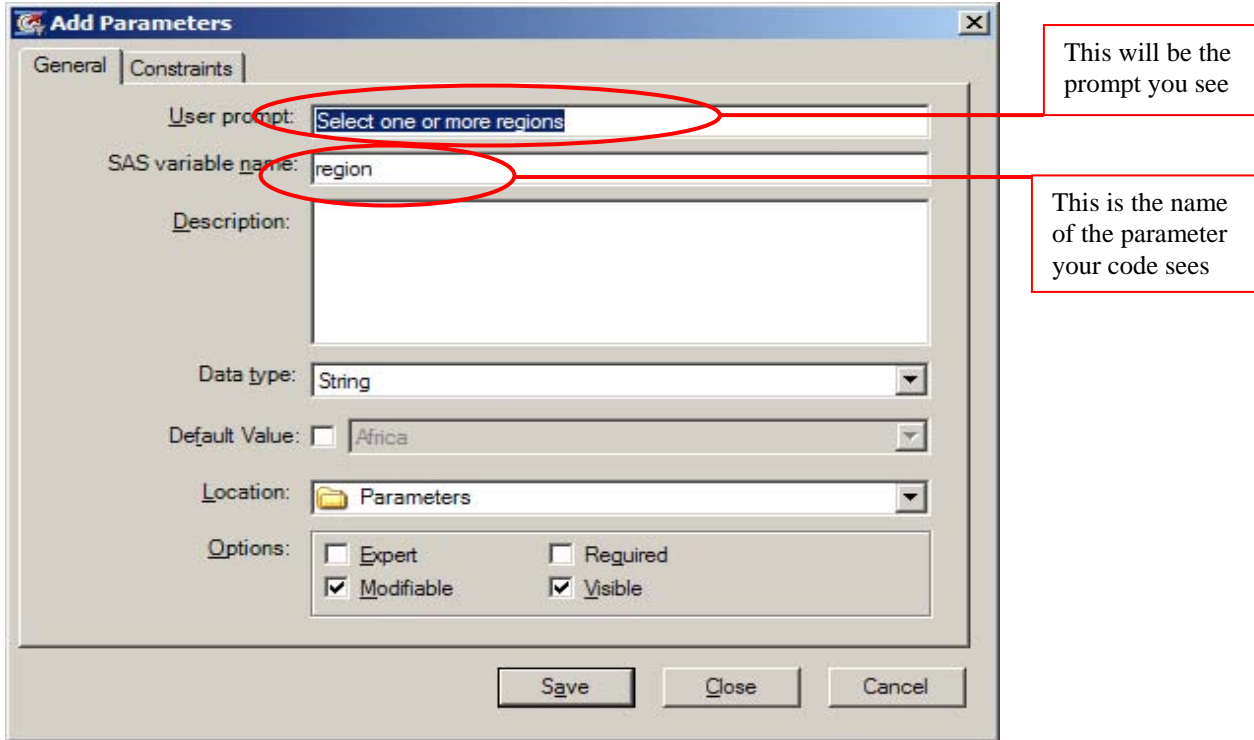 Add Parameters
General
Constraints
User prompt:
Select one or more regions
SAS variable name:
region
Description:
Data type:
String
Default Value:
Africa
Location:
Parameters
Options:
Expert
Required
Modifiable
Visible
Save
Close
Cancel
This will be the
prompt you see
This is the name
of the parameter
your code sees